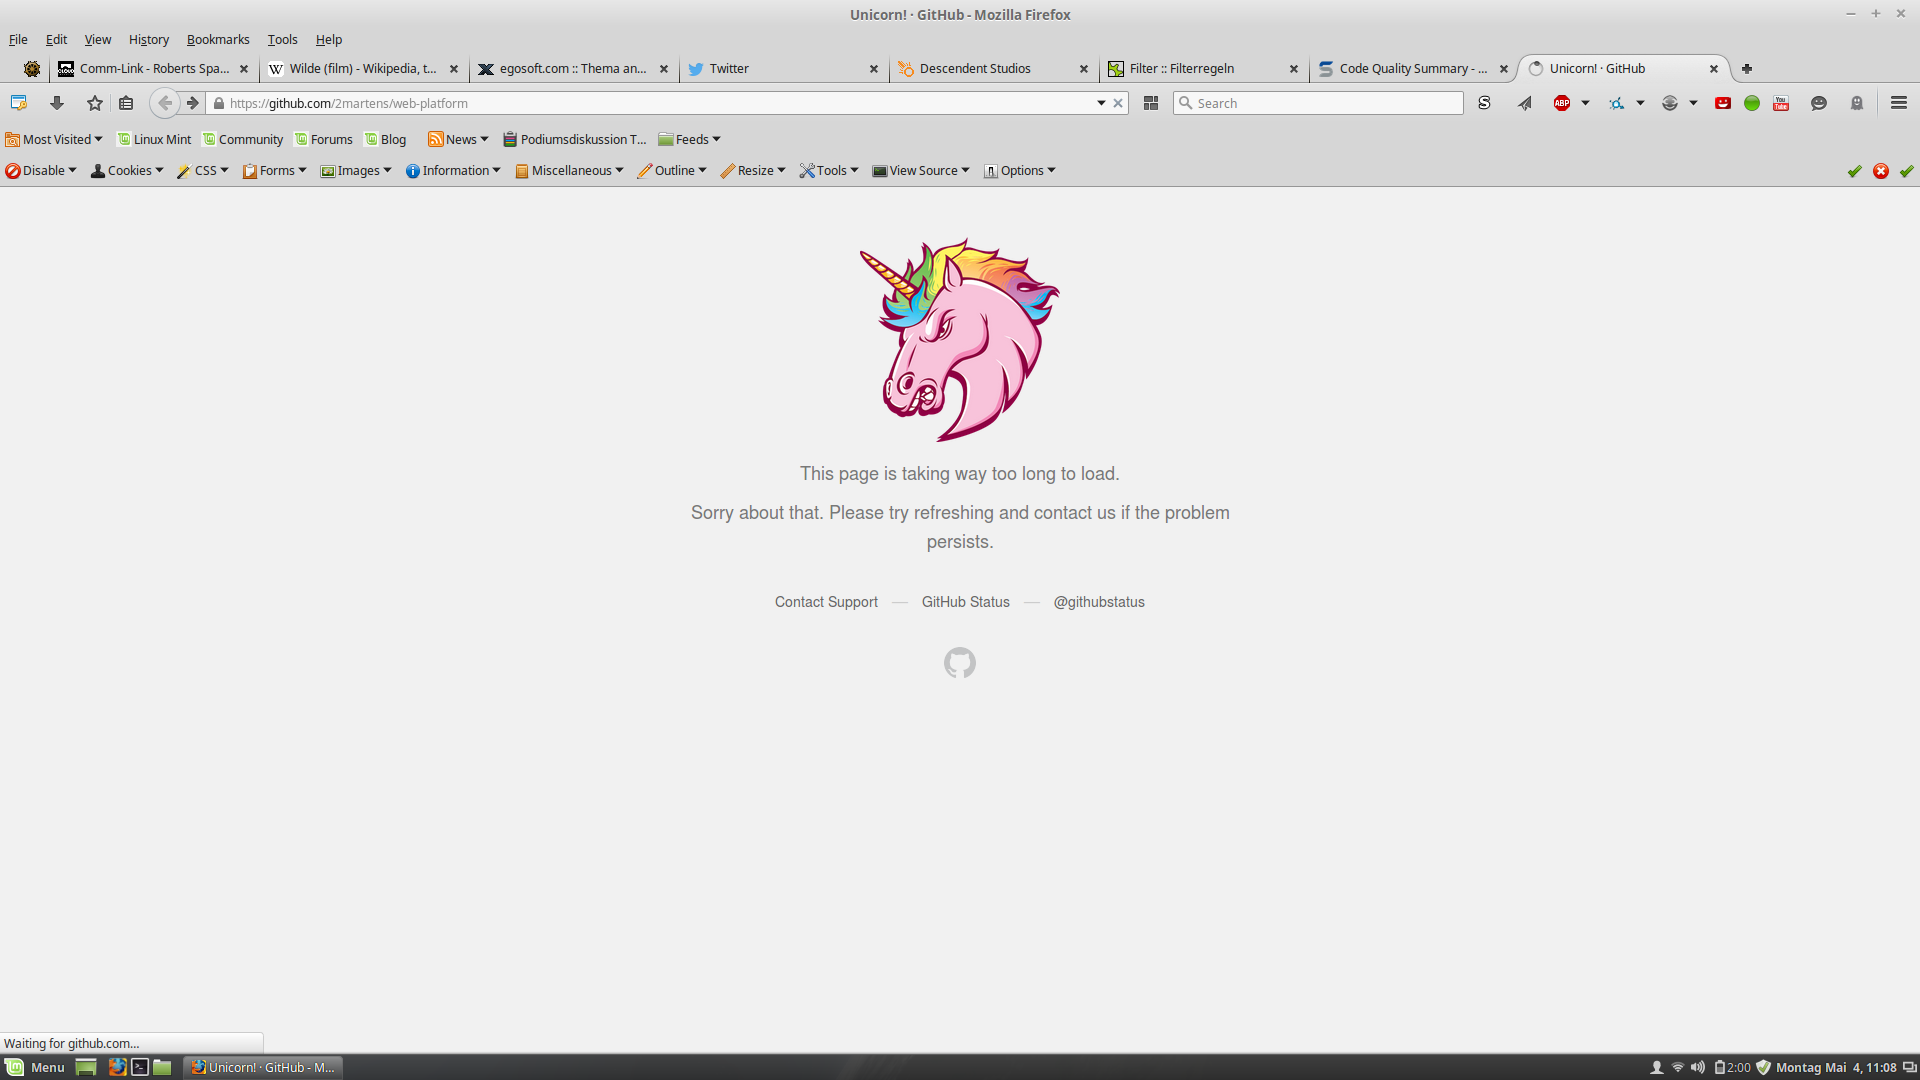 Unicorn! · GitHub - Mozilla Firefox
File Edit View History Bookmarks Tools Help
Comm-Link - Roberts Spa... Wilde (film) - Wikipedia, t... egosoft.com :: Thema an... Twitter Descendent Studios Filter :: Filterregeln Code Quality Summary - ... Unicorn! · GitHub
https://github.com/2martens/web-platform Search S ABP You Tube
Most Visited Linux Mint Community Forums Blog News Podiumsdiskussion T... Feeds
Disable Cookies CSS Forms Images Information Miscellaneous Outline Resize Tools View Source Options
This page is taking way too long to load.
Sorry about that. Please try refreshing and contact us if the problem
persists.
Contact Support — GitHub Status — @githubstatus
Waiting for github.com...
Menu Unicorn! · GitHub - M... 2:00 Montag Mai 4, 11:08